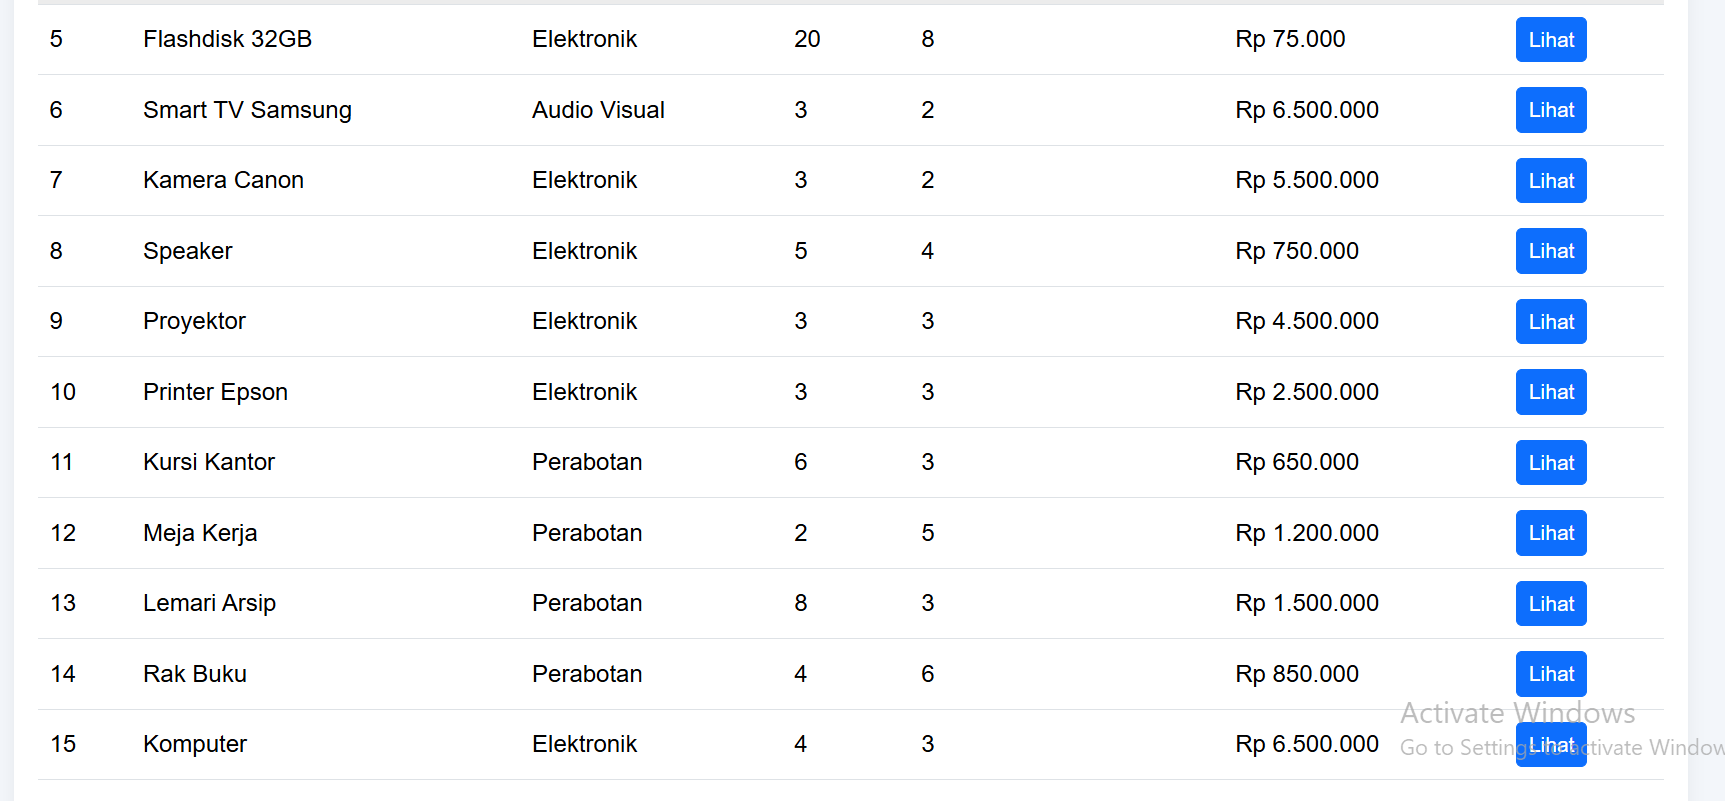 5 Flashdisk 32GB Elektronik 20 8 Rp 75.000 Lihat
6 Smart TV Samsung Audio Visual 3 2 Rp 6.500.000 Lihat
7 Kamera Canon Elektronik 3 2 Rp 5.500.000 Lihat
8 Speaker Elektronik 5 4 Rp 750.000 Lihat
9 Proyektor Elektronik 3 3 Rp 4.500.000 Lihat
10 Printer Epson Elektronik 3 3 Rp 2.500.000 Lihat
11 Kursi Kantor Perabotan 6 3 Rp 650.000 Lihat
12 Meja Kerja Perabotan 2 5 Rp 1.200.000 Lihat
13 Lemari Arsip Perabotan 8 3 Rp 1.500.000 Lihat
14 Rak Buku Perabotan 4 6 Rp 850.000 Lihat
Activate Windows
15 Komputer Elektronik 4 3 Rp 6.500.000 Lihat
Go to Settings to activate Window